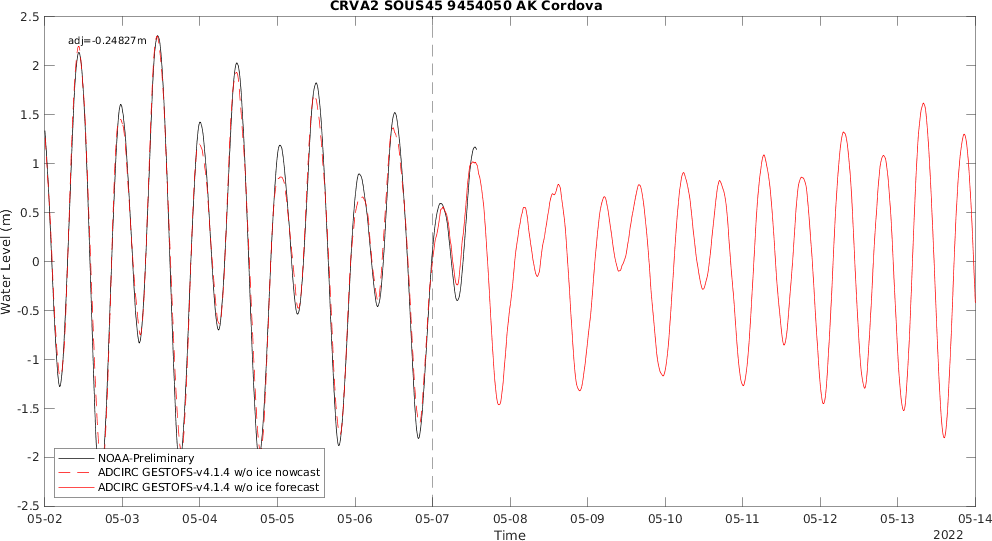 CRVA2 SOUS45 9454050 AK Cordova
adj=-0.24827m
2.5
2
1.5
1
0.5
0
-0.5
-1
-1.5
-2
-2.5
Water Level (m)
NOAA-Preliminary
ADCIRC GESTOFS-v4.1.4 w/o ice nowcast
ADCIRC GESTOFS-v4.1.4 w/o ice forecast
05-02 05-03 05-04 05-05 05-06 05-07 05-08 05-09 05-10 05-11 05-12 05-13 05-14
Time
2022